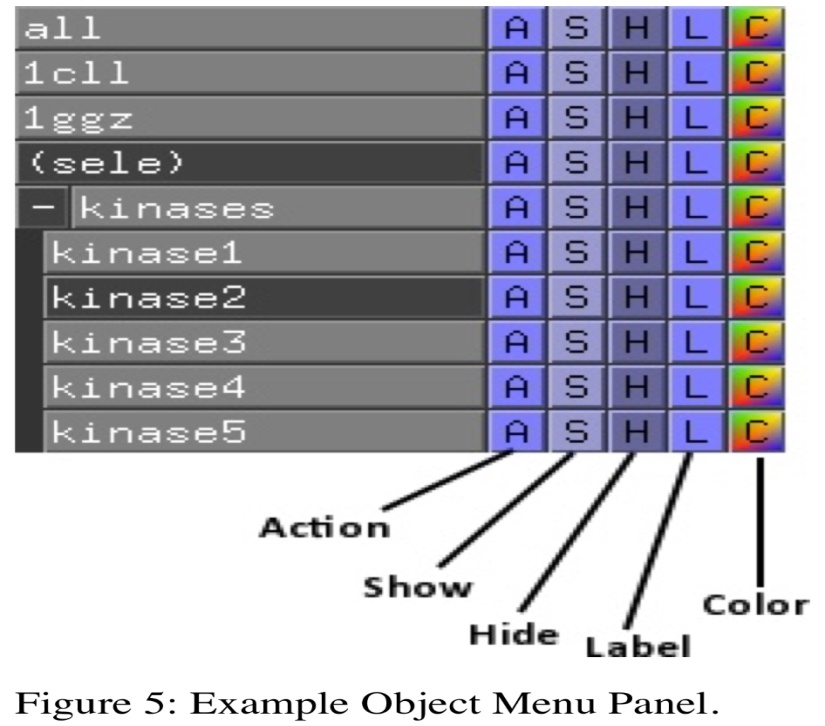 all A S H L C
1cll A S H L C
1ggz A S H L C
(sele) A S H L C
- kinases A S H L C
kinase1 A S H L C
kinase2 A S H L C
kinase3 A S H L C
kinase4 A S H L C
kinase5 A S H L C
Action
Show
Hide
Label
Color
Figure 5: Example Object Menu Panel.